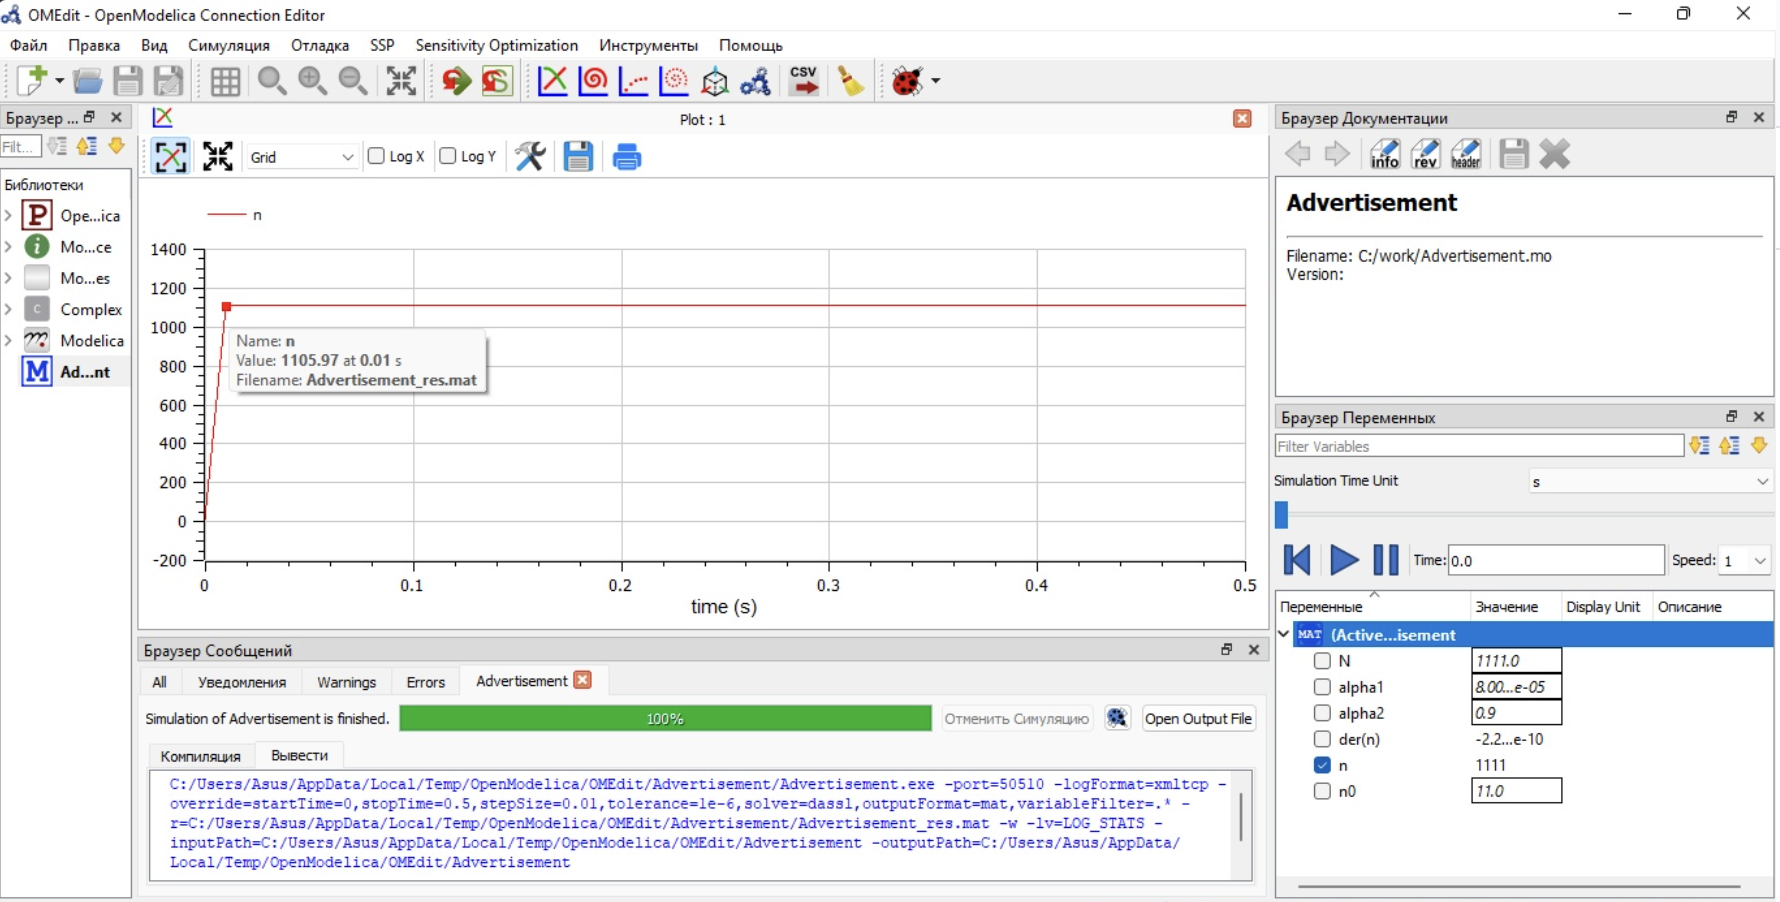 OMEdit - OpenModelica Connection Editor
Файл Правка Вид Симуляция Отладка SSP Sensitivity Optimization Инструменты Помощь
CSV
Браузер ...
Filt...
Библиотеки
P Ope...ica
i Mo...ce
Mo...es
C Complex
Modelica
M Ad...nt
Plot : 1
Grid Log X Log Y
n
1400
1200
1000
800
600
400
200
0
-200
0 0.1 0.2 0.3 0.4 0.5
time (s)
Name: n
Value: 1105.97 at 0.01 s
Filename: Advertisement_res.mat
Браузер Сообщений
All Уведомления Warnings Errors Advertisement
Simulation of Advertisement is finished. 100% Отменить Симуляцию Open Output File
Компиляция Вывести
C:/Users/Asus/AppData/Local/Temp/OpenModelica/OMEdit/Advertisement/Advertisement.exe -port=50510 -logFormat=xmltcp -
override=startTime=0,stopTime=0.5,stepSize=0.01,tolerance=1e-6,solver=dassl,outputFormat=mat,variableFilter=.* -
r=C:/Users/Asus/AppData/Local/Temp/OpenModelica/OMEdit/Advertisement/Advertisement_res.mat -w -lv=LOG_STATS -
inputPath=C:/Users/Asus/AppData/Local/Temp/OpenModelica/OMEdit/Advertisement -outputPath=C:/Users/Asus/AppData/
Local/Temp/OpenModelica/OMEdit/Advertisement
Браузер Документации
info rev header
Advertisement
Filename: C:/work/Advertisement.mo
Version:
Браузер Переменных
Filter Variables
Simulation Time Unit s
Time: 0.0 Speed: 1
Переменные Значение Display Unit Описание
MAT (Active...isement
N 1111.0
alpha1 8.00...e-05
alpha2 0.9
der(n) -2.2...e-10
n 1111
n0 11.0